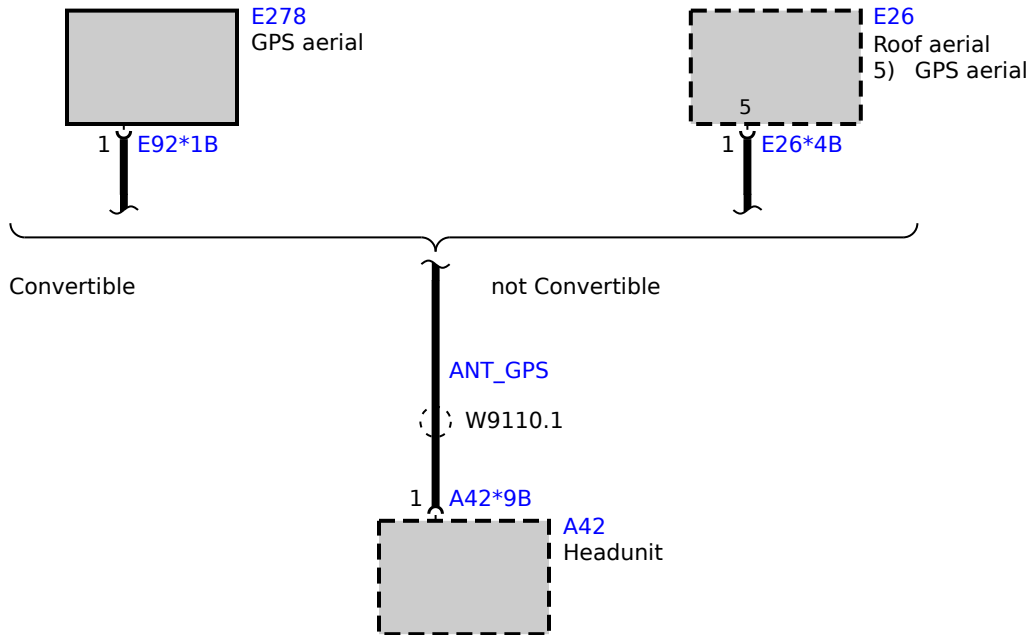 E278
GPS aerial
E26
Roof aerial
5) GPS aerial
5
1 E92*1B
1 E26*4B
Convertible
not Convertible
ANT_GPS
W9110.1
1 A42*9B
A42
Headunit